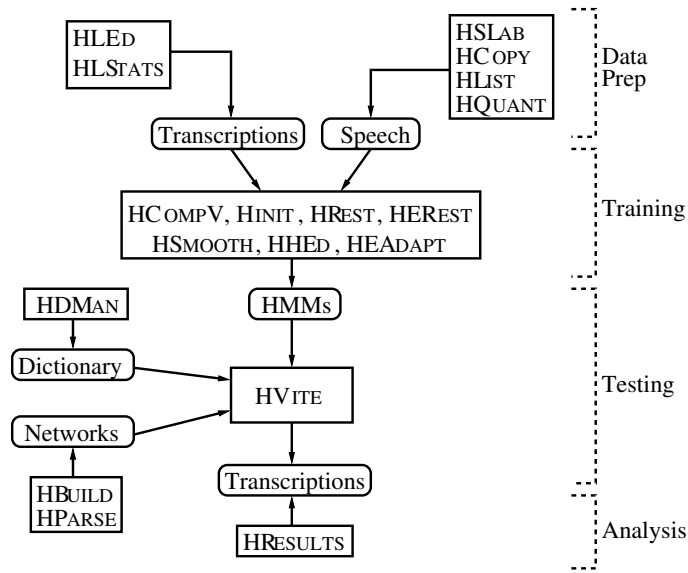 HLED
HLSTATS
HSLAB
HCOPY
HLIST
HQUANT
Data
Prep
Transcriptions
Speech
HCOMPV, HINIT, HREST, HEREST
HSMOOTH, HHED, HEADAPT
Training
HDMAN
HMMs
Dictionary
HVITE
Testing
Networks
Transcriptions
HBUILD
HPARSE
HRESULTS
Analysis